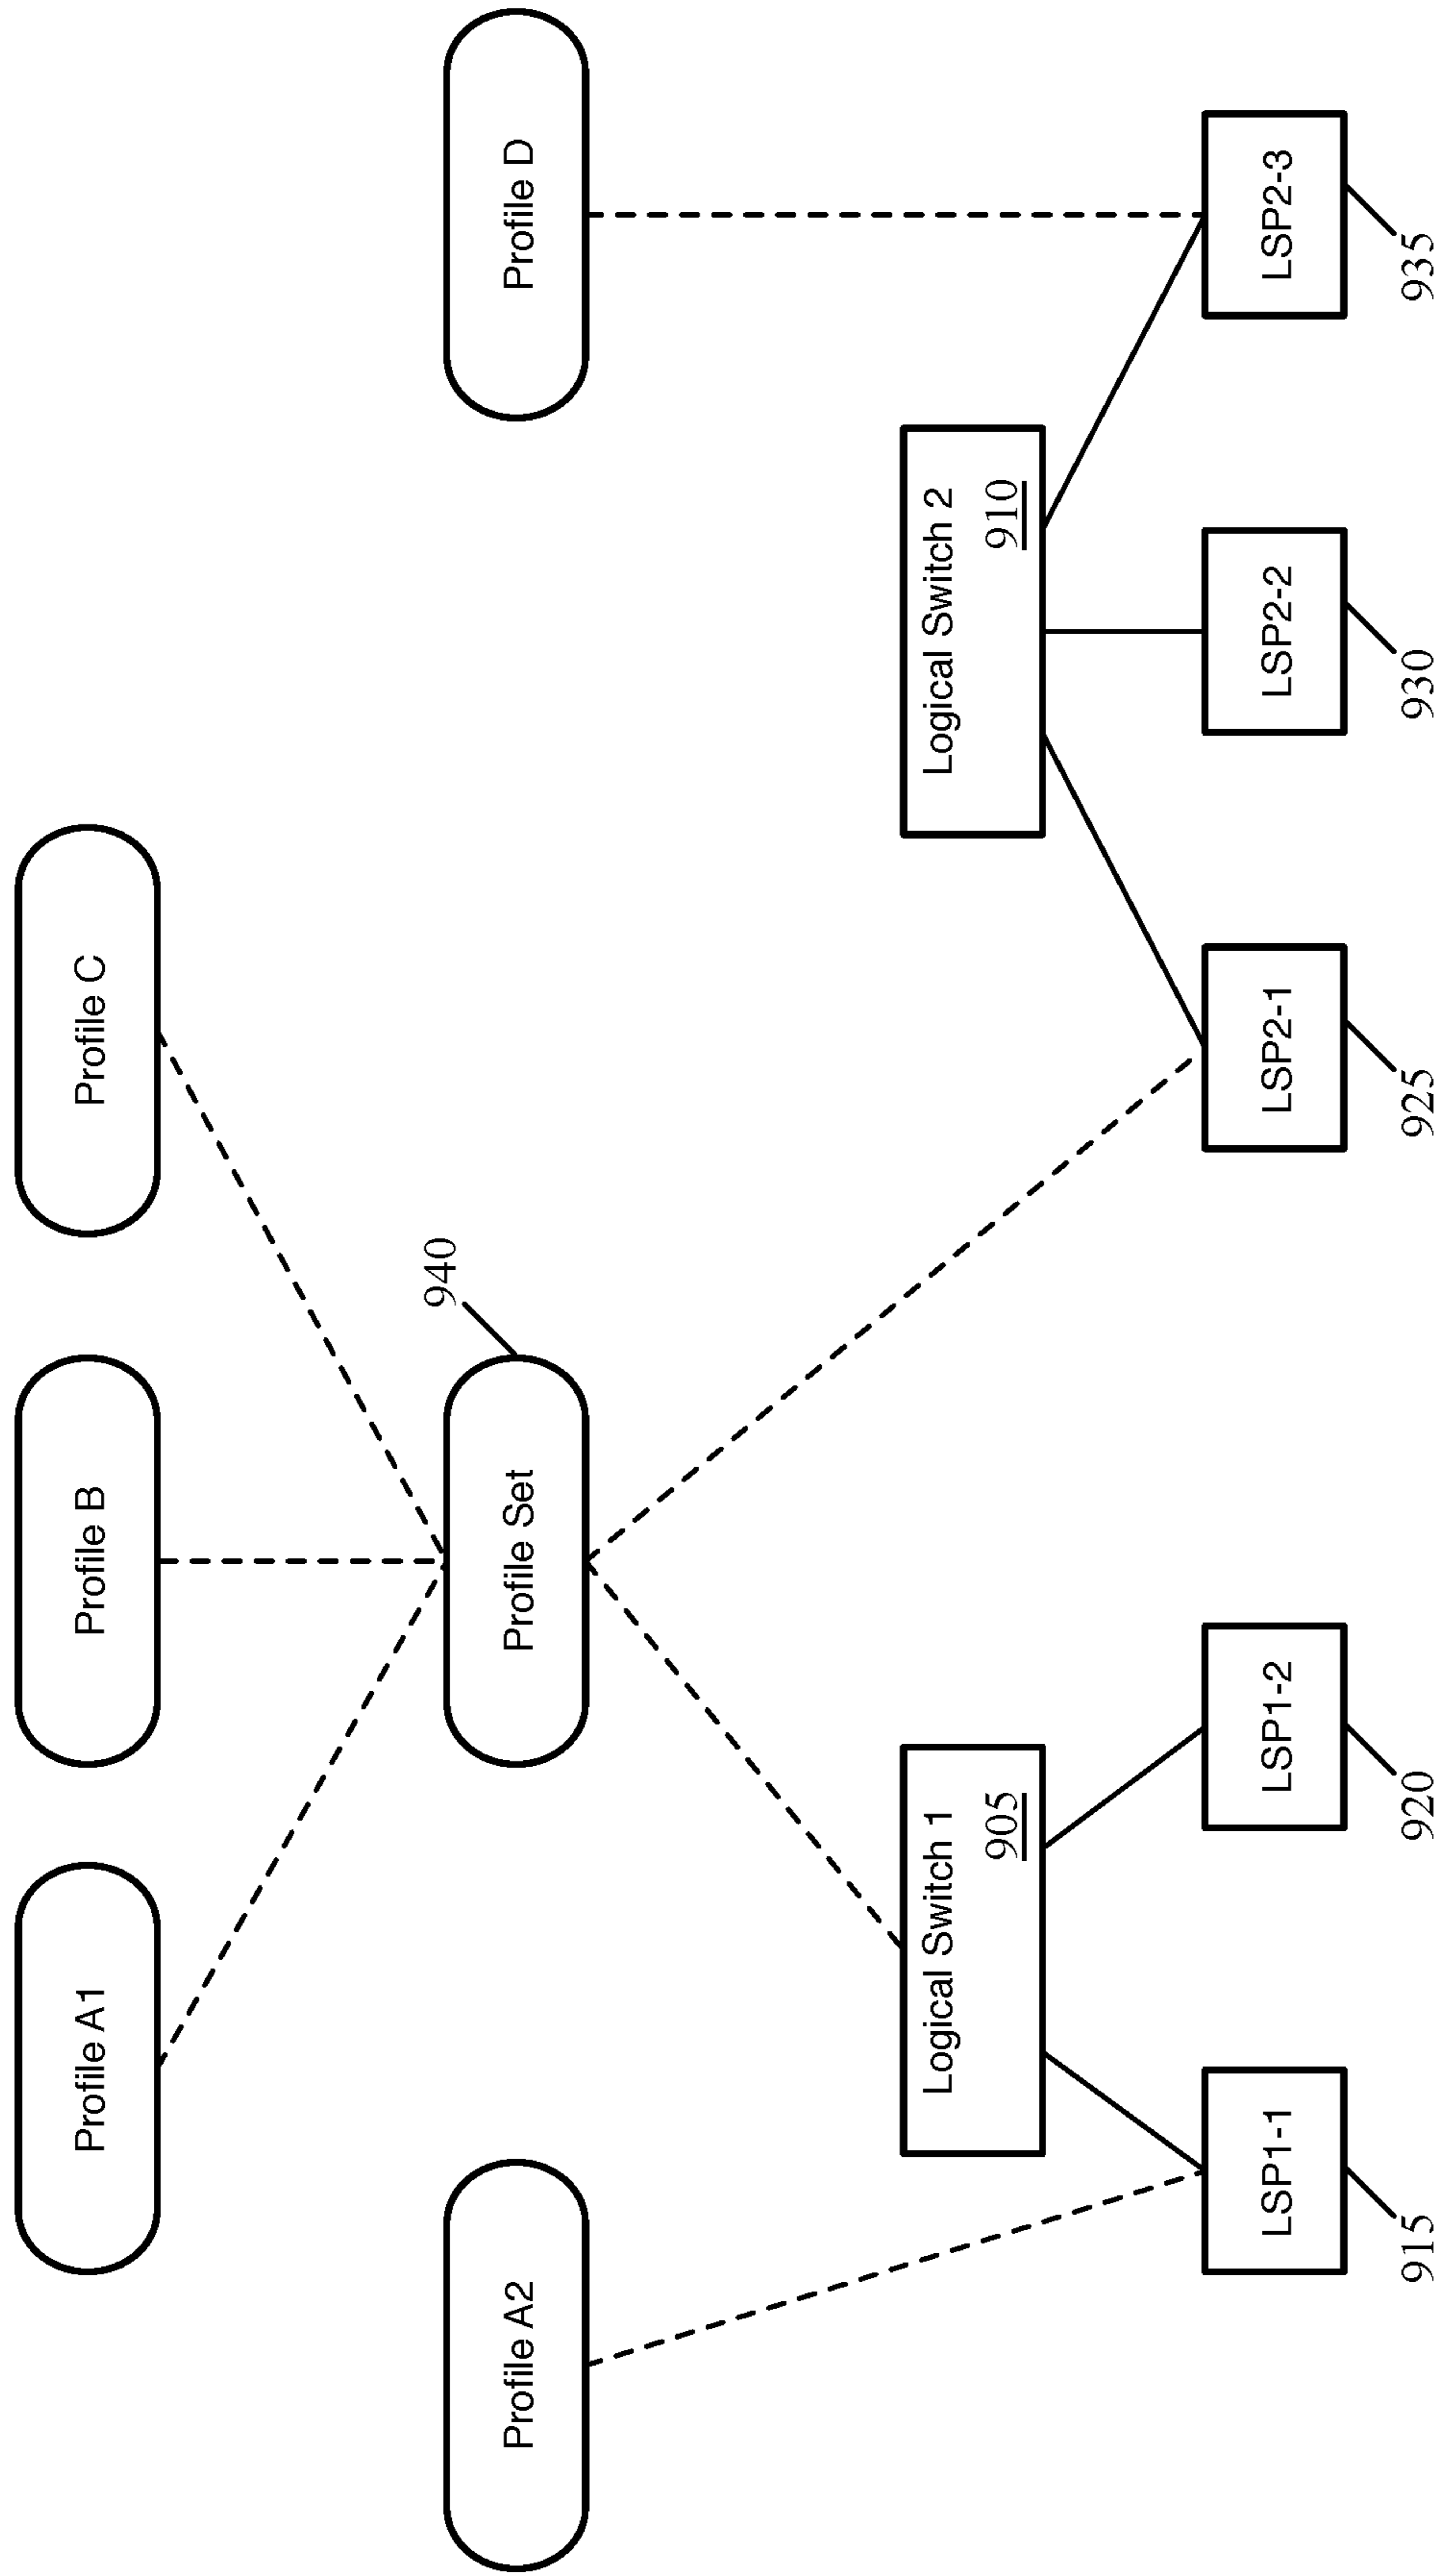 Profile A1
Profile B
Profile C
940
Profile A2
Profile Set
Profile D
Logical Switch 1
905
Logical Switch 2
910
LSP1-1
LSP1-2
LSP2-1
LSP2-2
LSP2-3
915
920
925
930
935